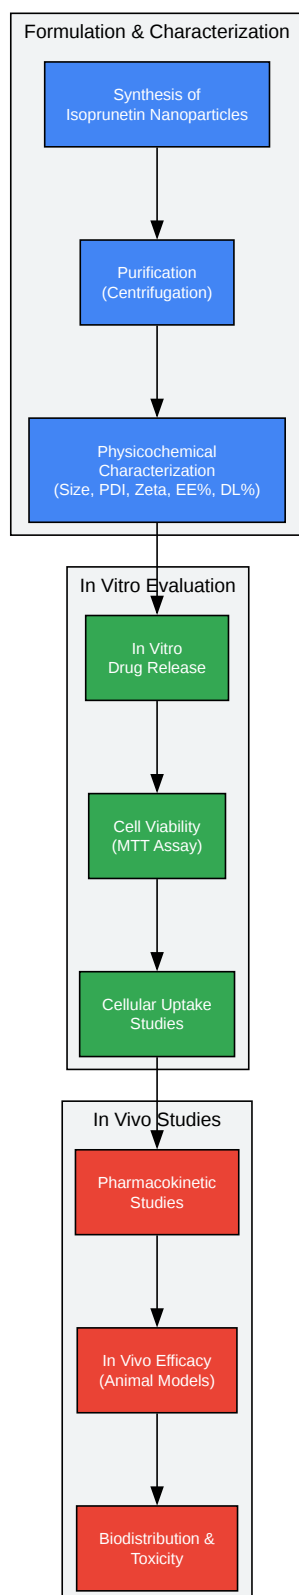 Formulation & Characterization
Synthesis of
Isoprunetin Nanoparticles
Purification
(Centrifugation)
Physicochemical
Characterization
(Size, PDI, Zeta, EE%, DL%)
In Vitro Evaluation
In Vitro
Drug Release
Cell Viability
(MTT Assay)
Cellular Uptake
Studies
In Vivo Studies
Pharmacokinetic
Studies
In Vivo Efficacy
(Animal Models)
Biodistribution &
Toxicity